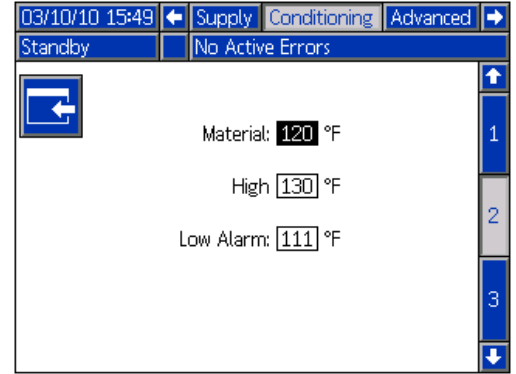 03/10/10 15:49 Supply Conditioning Advanced
Standby No Active Errors
1
Material: 120 °F
High 130 °F
2
Low Alarm: 111 °F
3